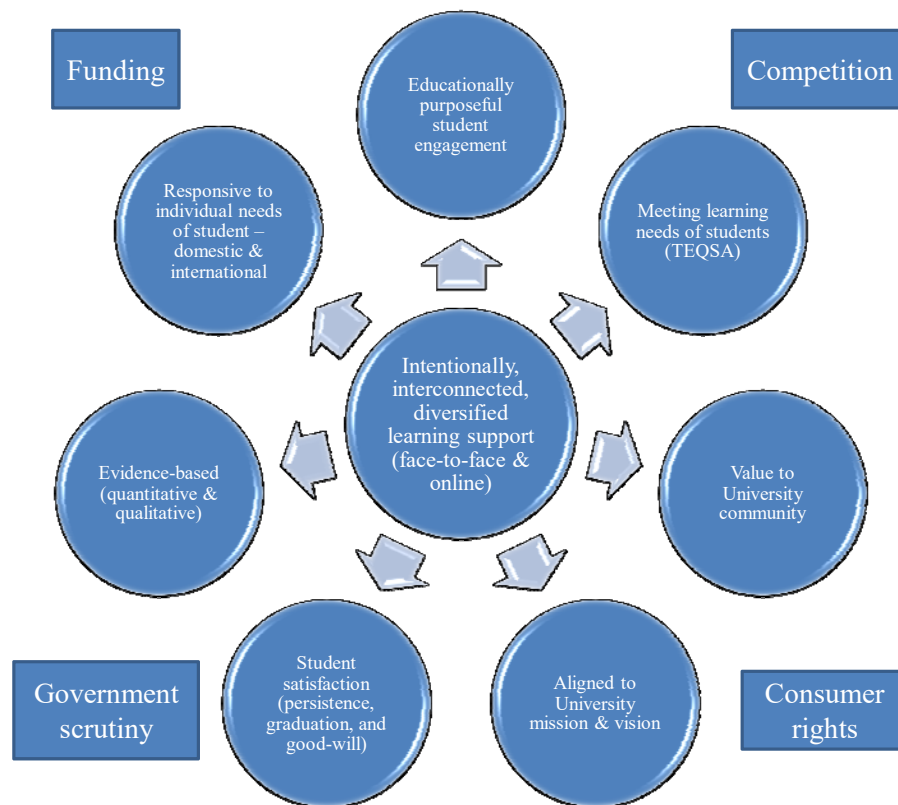 Funding
Educationally
purposeful
student
engagement
Competition
Responsive to
individual needs
of student –
domestic &
international
Meeting learning
needs of students
(TEQSA)
Intentionally,
interconnected,
diversified
learning support
(face-to-face &
online)
Evidence-based
(quantitative &
qualitative)
Value to
University
community
Student
satisfaction
(persistence,
graduation, and
good-will)
Aligned to
University
mission & vision
Government
scrutiny
Consumer
rights